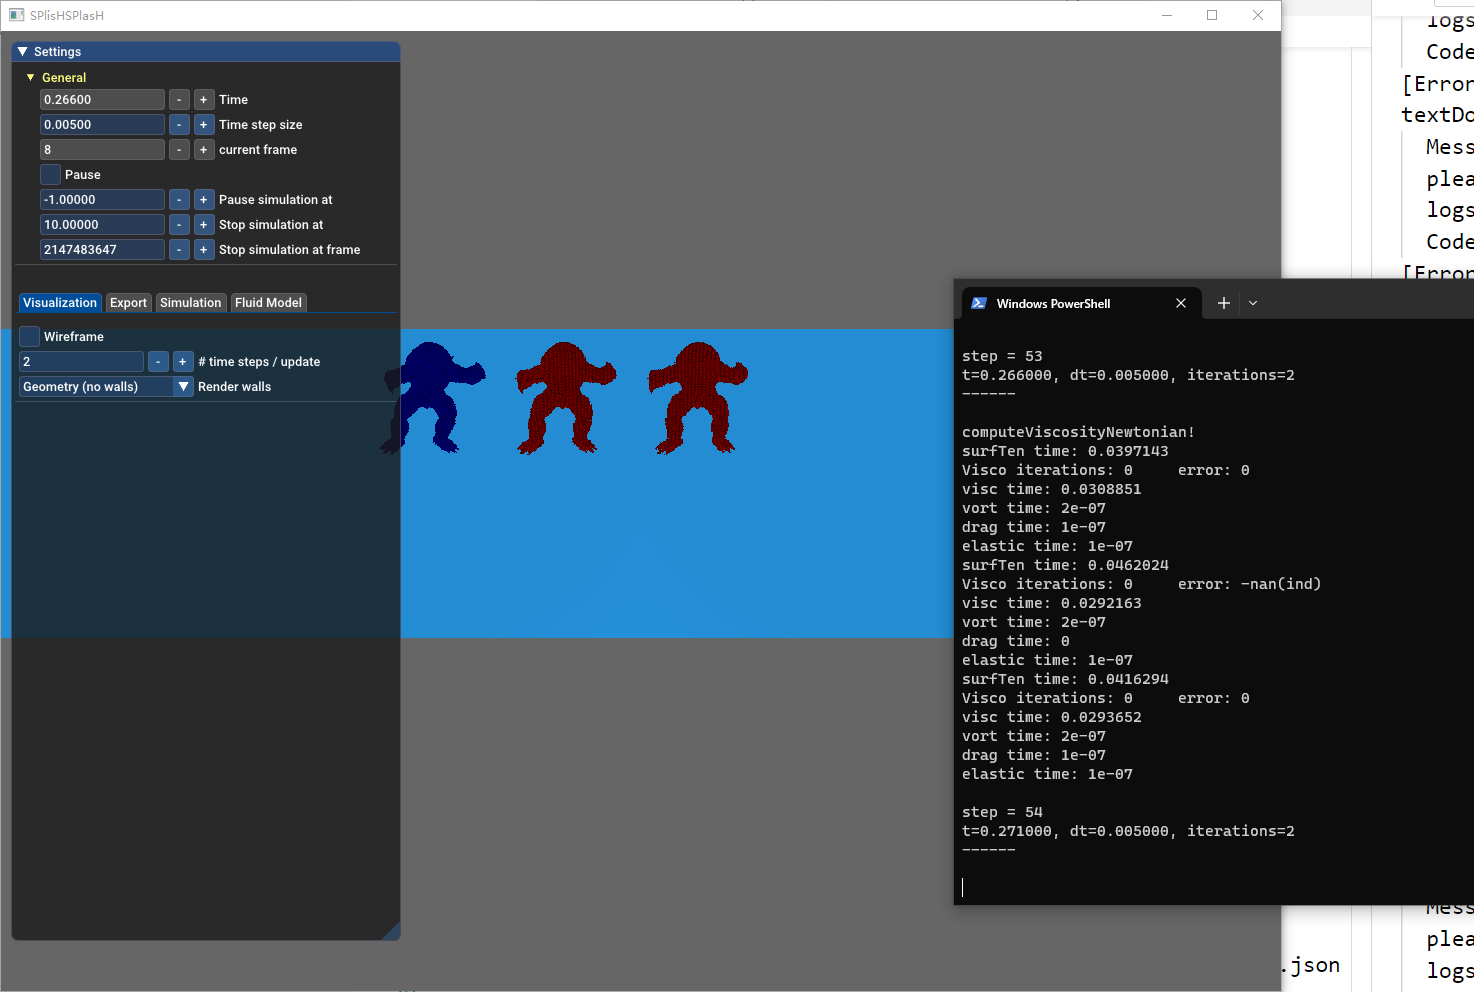 SPlisHSPlasH
Settings
General
0.26600 - + Time
0.00500 - + Time step size
8 - + current frame
Pause
-1.00000 - + Pause simulation at
10.00000 - + Stop simulation at
2147483647 - + Stop simulation at frame
Visualization Export Simulation Fluid Model
Wireframe
2 - + # time steps / update
Geometry (no walls) Render walls
Windows PowerShell
step = 53
t=0.266000, dt=0.005000, iterations=2
------
computeViscosityNewtonian!
surfTen time: 0.0397143
Visco iterations: 0 error: 0
visc time: 0.0308851
vort time: 2e-07
drag time: 1e-07
elastic time: 1e-07
surfTen time: 0.0462024
Visco iterations: 0 error: -nan(ind)
visc time: 0.0292163
vort time: 2e-07
drag time: 0
elastic time: 1e-07
surfTen time: 0.0416294
Visco iterations: 0 error: 0
visc time: 0.0293652
vort time: 2e-07
drag time: 1e-07
elastic time: 1e-07
step = 54
t=0.271000, dt=0.005000, iterations=2
------
logs
Code
[Error
textDo
Mess
plea
logs
Code
[Error
Mess
plea
logs
.json